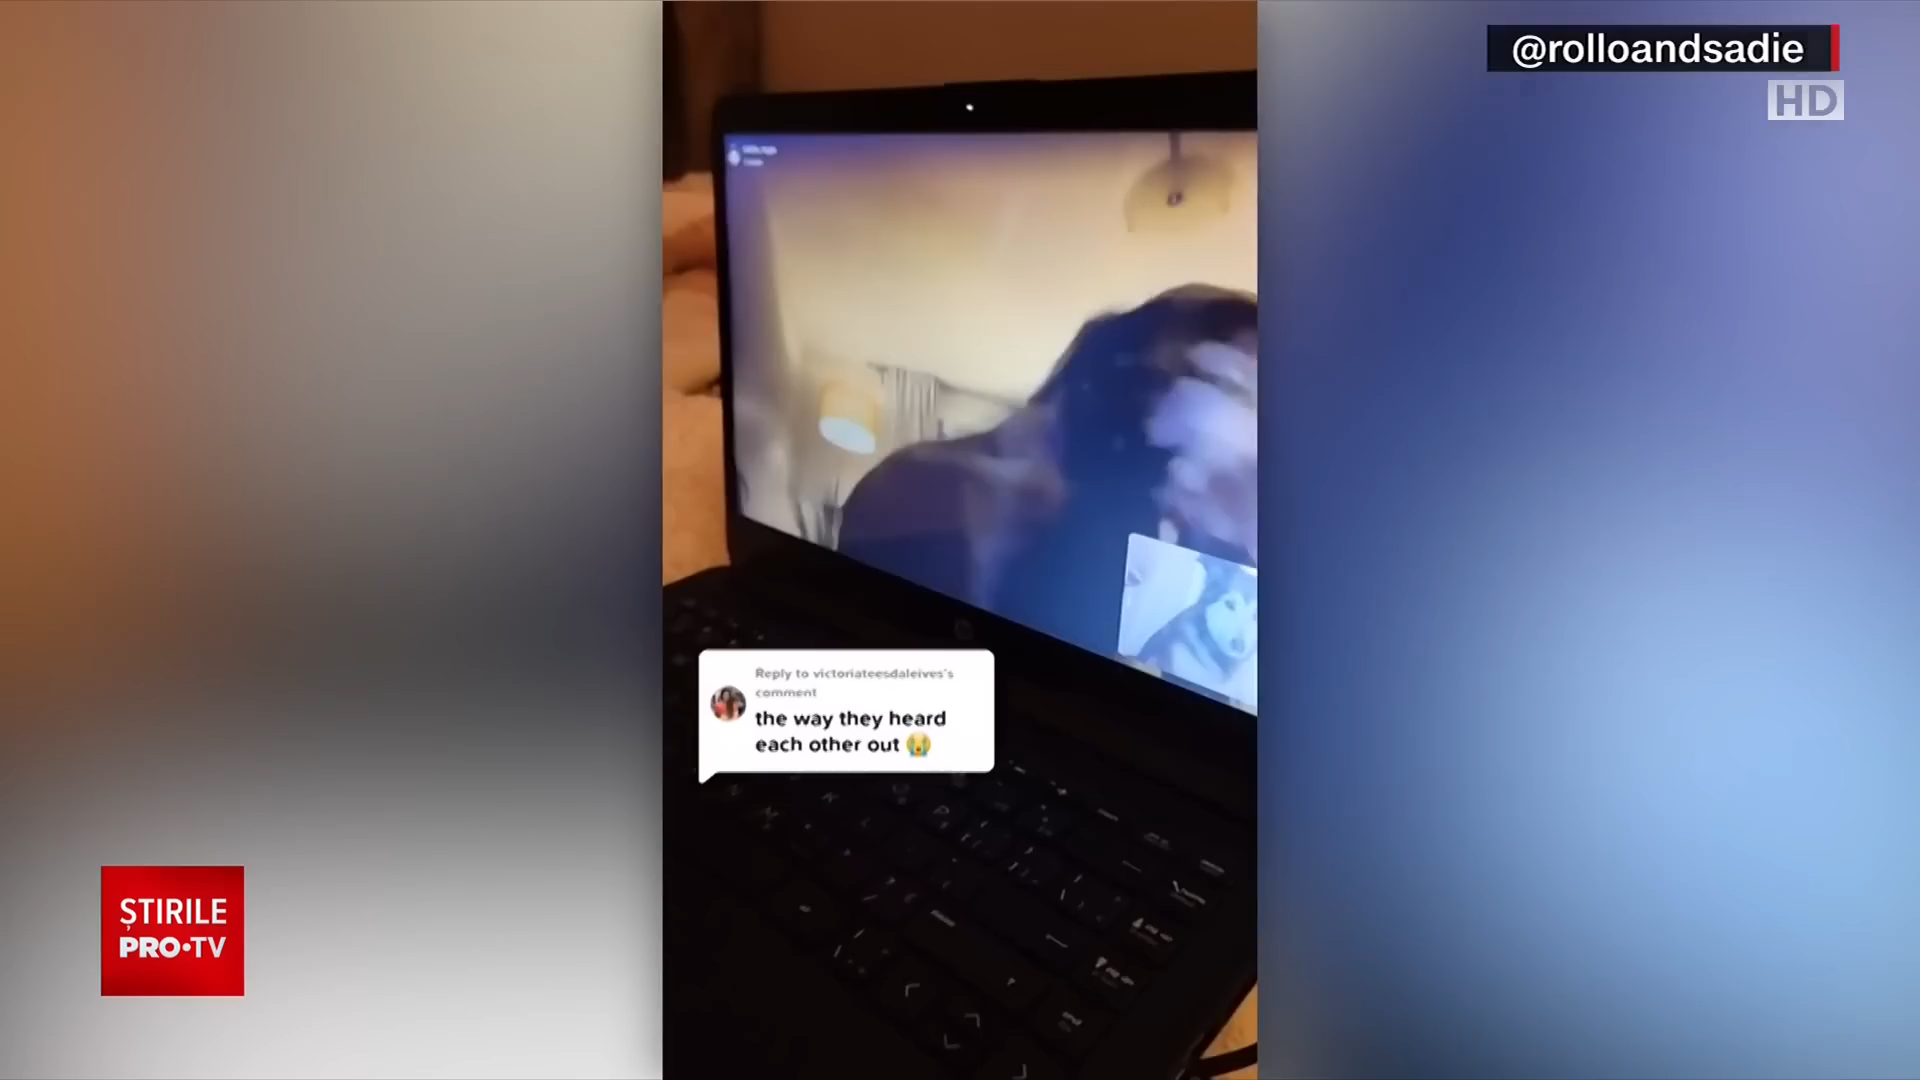 @rolloandsadie
HD
Reply to victoriateesdaleives's
comment
the way they heard
each other out 😭
ȘTIRILE
PRO•TV